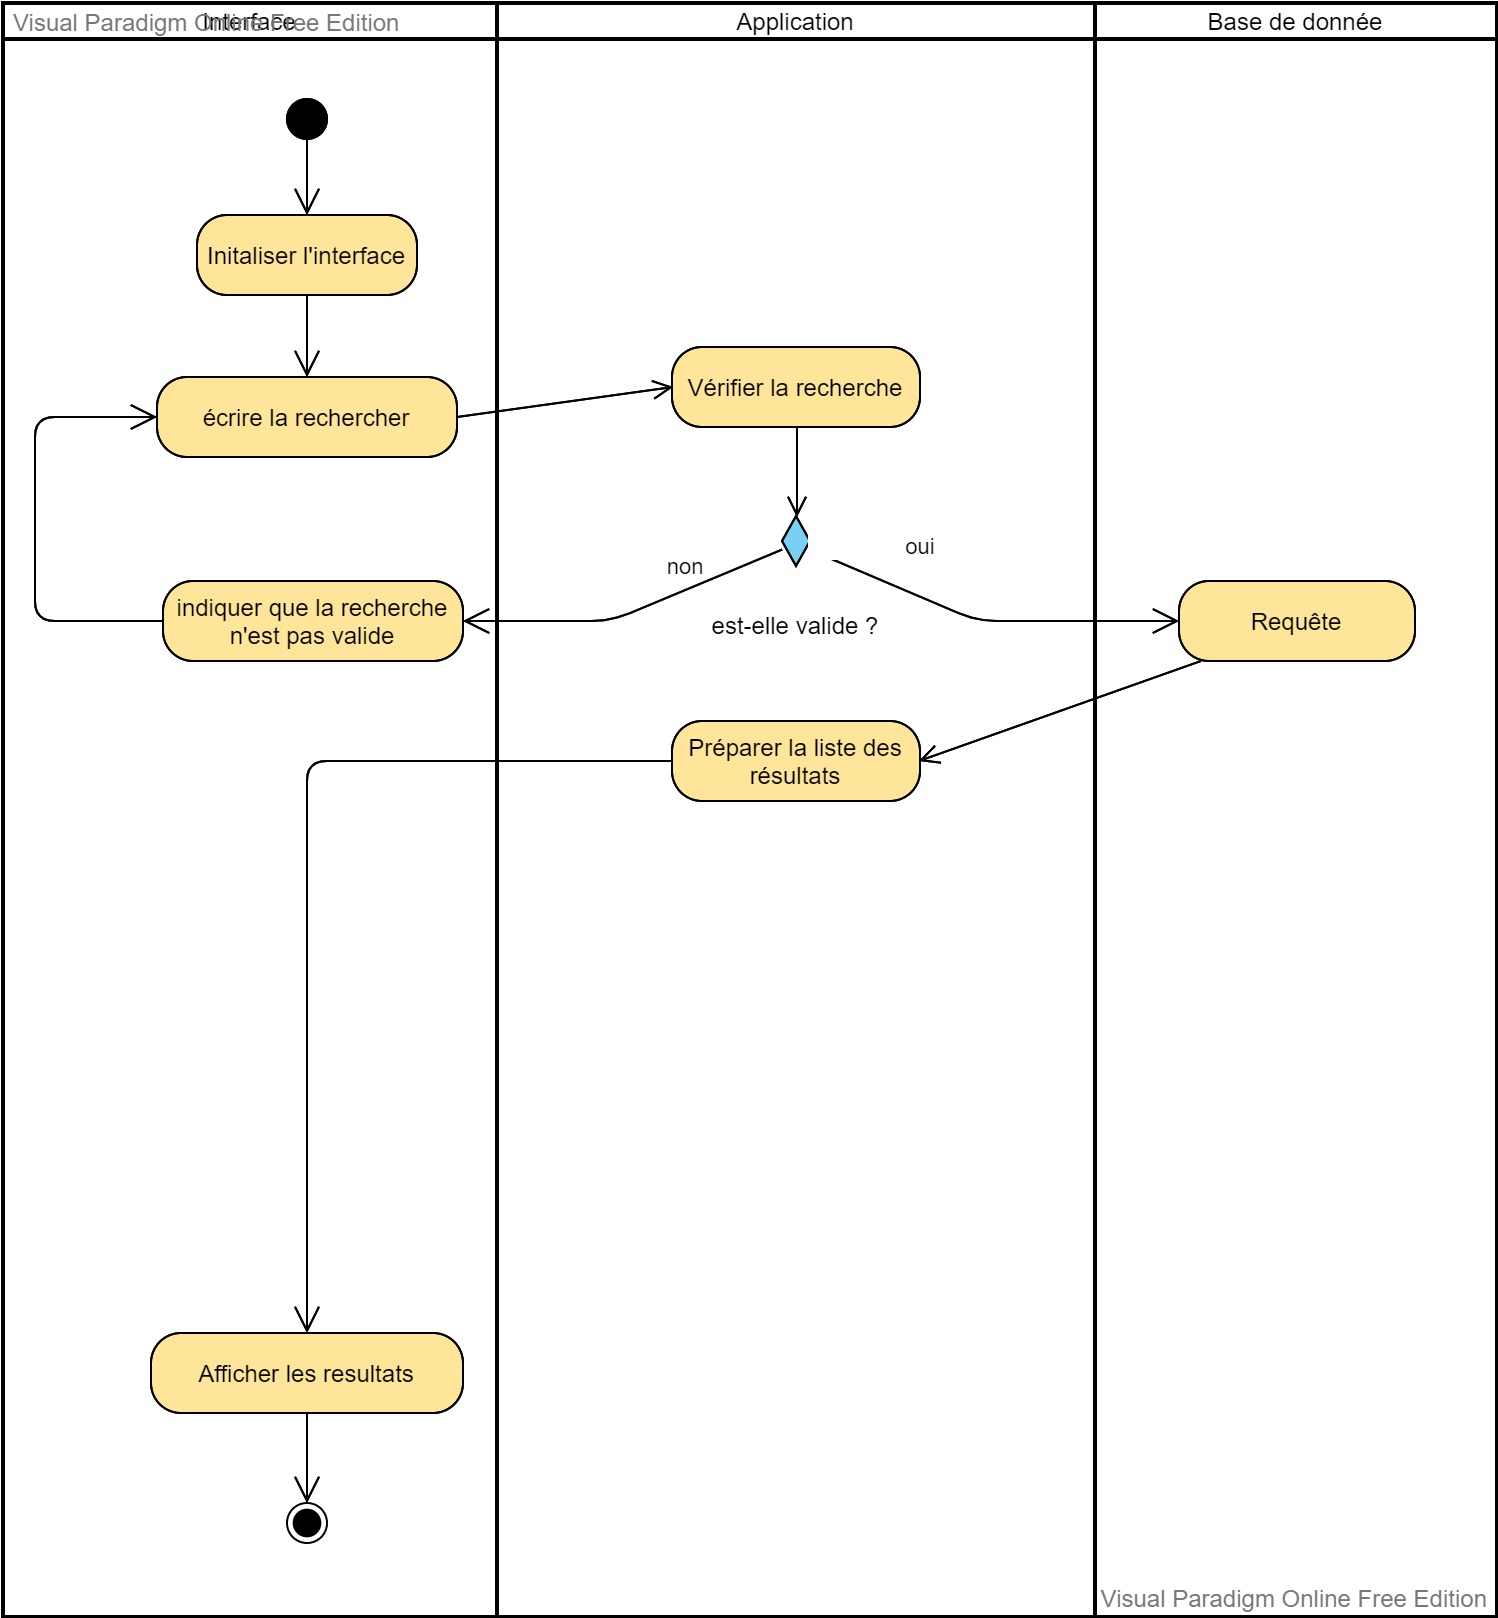 Visual Paradigm Online Free Edition
Interface
Application
Base de donnée
Initaliser l'interface
écrire la rechercher
Vérifier la recherche
non
oui
indiquer que la recherche
n'est pas valide
est-elle valide ?
Requête
Préparer la liste des
résultats
Afficher les resultats
Visual Paradigm Online Free Edition